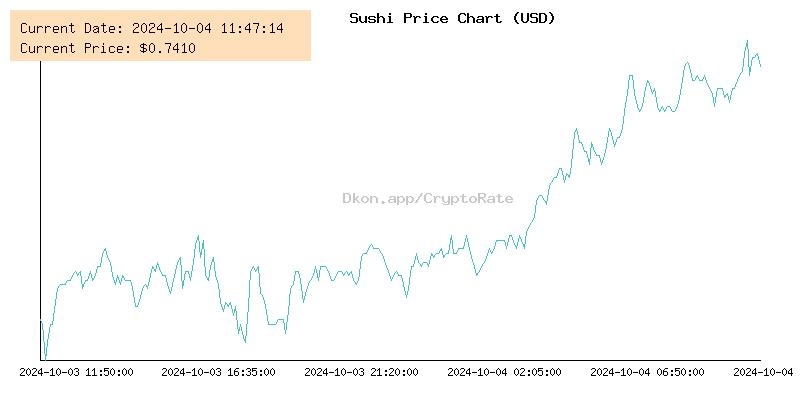 Sushi Price Chart (USD)
Current Date: 2024-10-04 11:47:14
Current Price: $0.7410
Dkon.app/CryptoRate
2024-10-03 11:50:00 2024-10-03 16:35:00 2024-10-03 21:20:00 2024-10-04 02:05:00 2024-10-04 06:50:00 2024-10-04